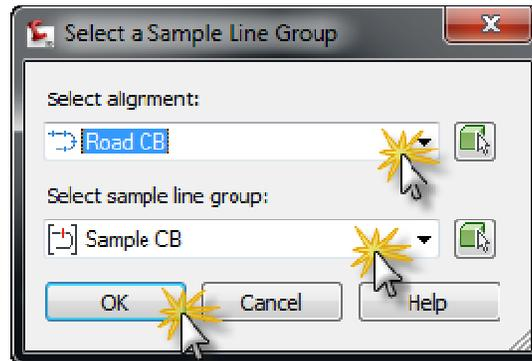 Select a Sample Line Group
Select alignment:
Road CB
Select sample line group:
Sample CB
OK Cancel Help